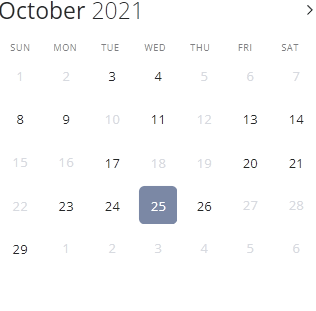 October 2021 >
SUN MON TUE WED THU FRI SAT
1 2 3 4 5 6 7
8 9 10 11 12 13 14
15 16 17 18 19 20 21
22 23 24 25 26 27 28
29 1 2 3 4 5 6